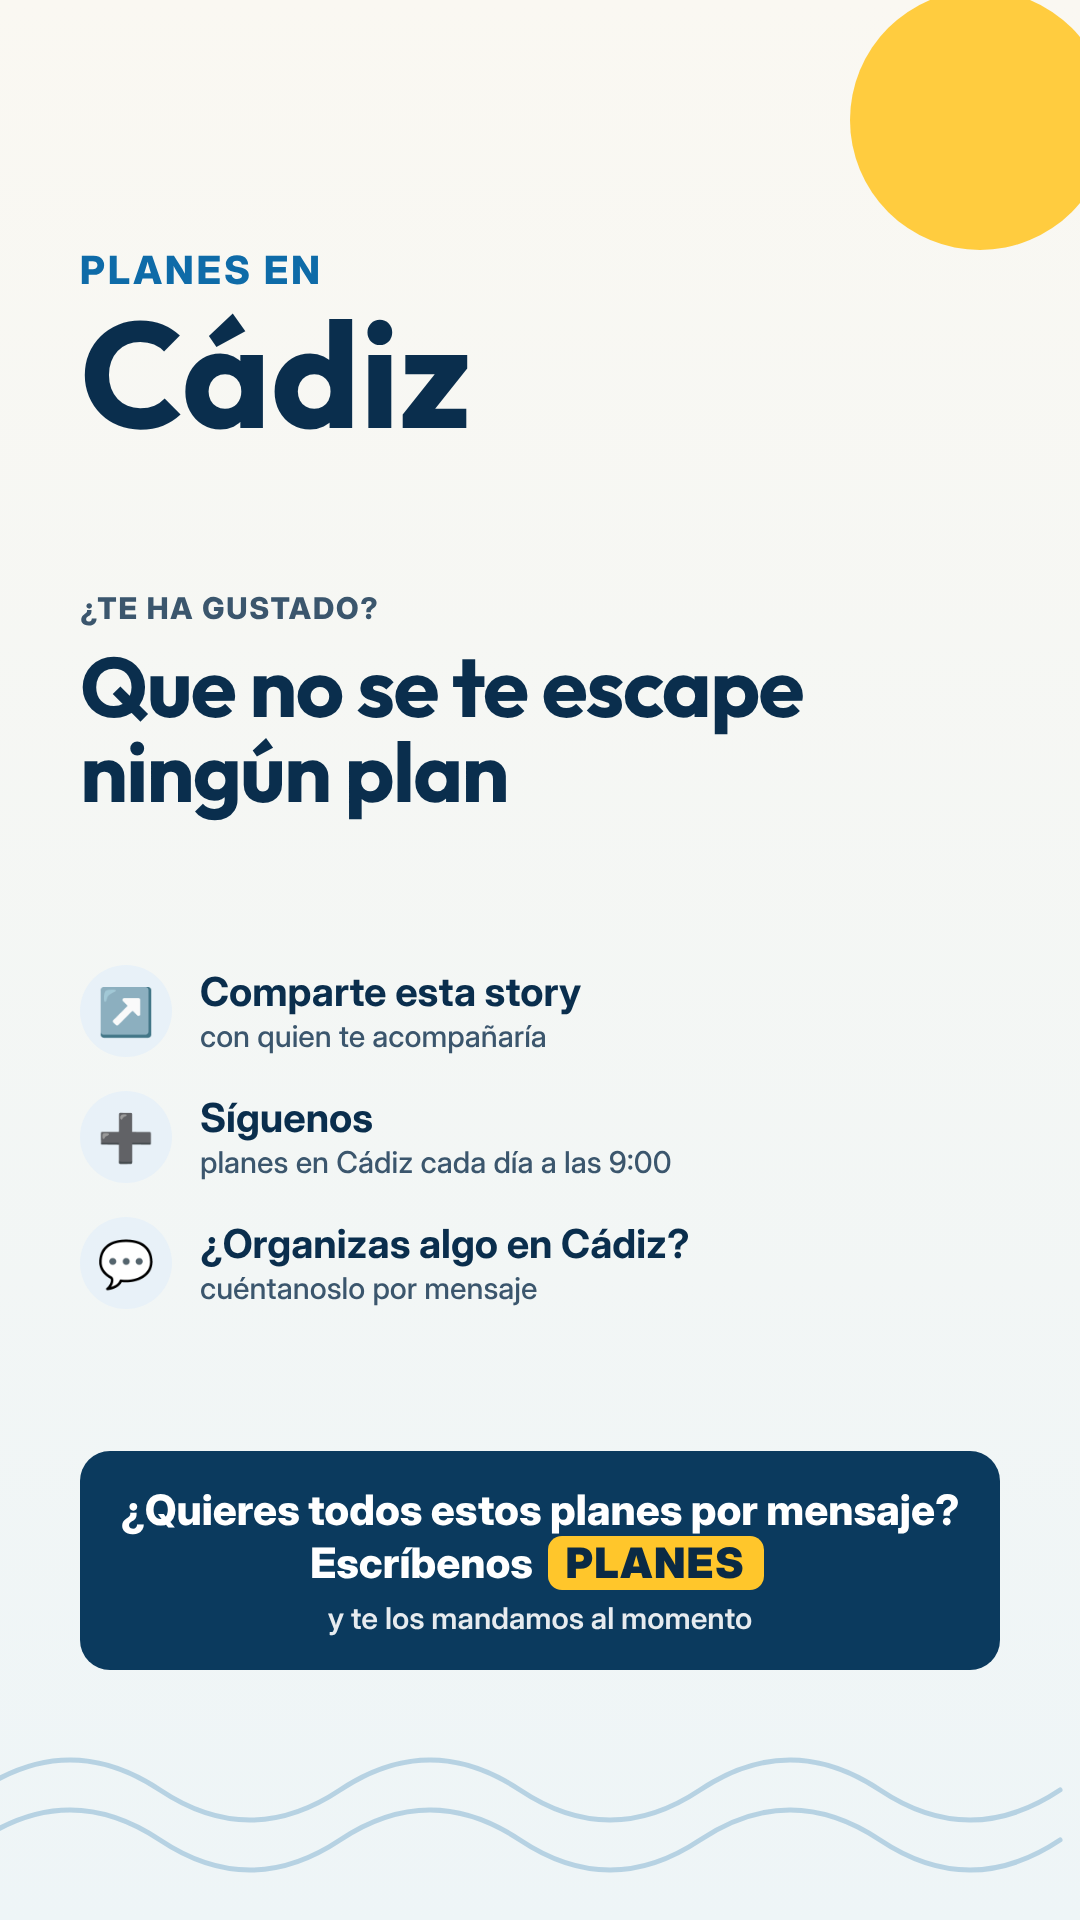 PLANES EN
Cádiz
¿TE HA GUSTADO?
Que no se te escape
ningún plan
Comparte esta story
con quien te acompañaría
Síguenos
planes en Cádiz cada día a las 9:00
¿Organizas algo en Cádiz?
cuéntanoslo por mensaje
¿Quieres todos estos planes por mensaje?
Escríbenos PLANES
y te los mandamos al momento